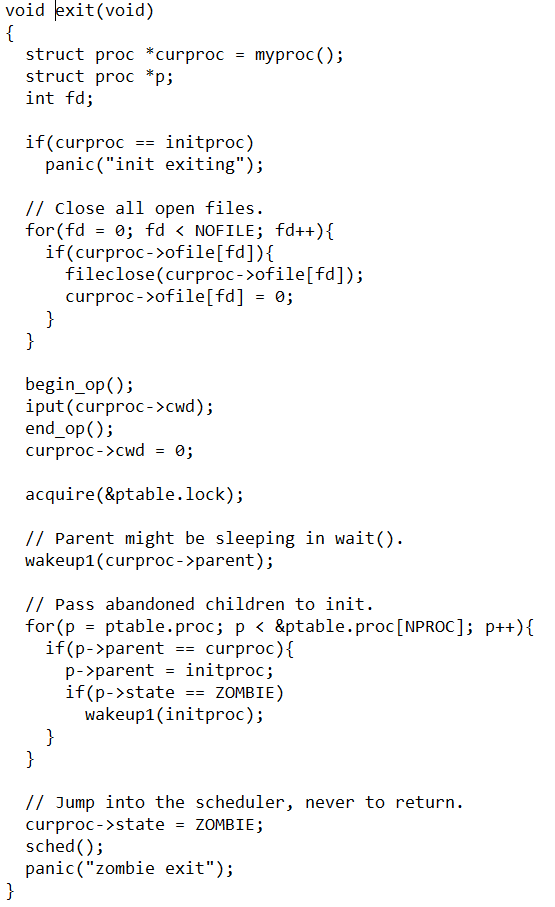 void exit(void)
{
  struct proc *curproc = myproc();
  struct proc *p;
  int fd;

  if(curproc == initproc)
    panic("init exiting");

  // Close all open files.
  for(fd = 0; fd < NOFILE; fd++){
    if(curproc->ofile[fd]){
      fileclose(curproc->ofile[fd]);
      curproc->ofile[fd] = 0;
    }
  }

  begin_op();
  iput(curproc->cwd);
  end_op();
  curproc->cwd = 0;

  acquire(&ptable.lock);

  // Parent might be sleeping in wait().
  wakeup1(curproc->parent);

  // Pass abandoned children to init.
  for(p = ptable.proc; p < &ptable.proc[NPROC]; p++){
    if(p->parent == curproc){
      p->parent = initproc;
      if(p->state == ZOMBIE)
        wakeup1(initproc);
    }
  }

  // Jump into the scheduler, never to return.
  curproc->state = ZOMBIE;
  sched();
  panic("zombie exit");
}